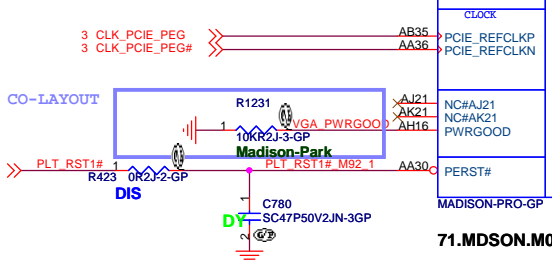 CLOCK
3 CLK_PCIE_PEG
AB35
PCIE_REFCLKP
3 CLK_PCIE_PEG#
AA36
PCIE_REFCLKN
CO-LAYOUT
R1231
AJ21
NC#AJ21
AK21
NC#AK21
1
VGA_PWRGOOD
AH16
PWRGOOD
10KR2J-3-GP
Madison-Park
PLT_RST1#
1
PLT_RST1#_M92_1
AA30
PERST#
R423
0R2J-2-GP
DIS
MADISON-PRO-GP
1
C780
SC47P50V2JN-3GP
DY
2
G/P
71.MDSON.M0